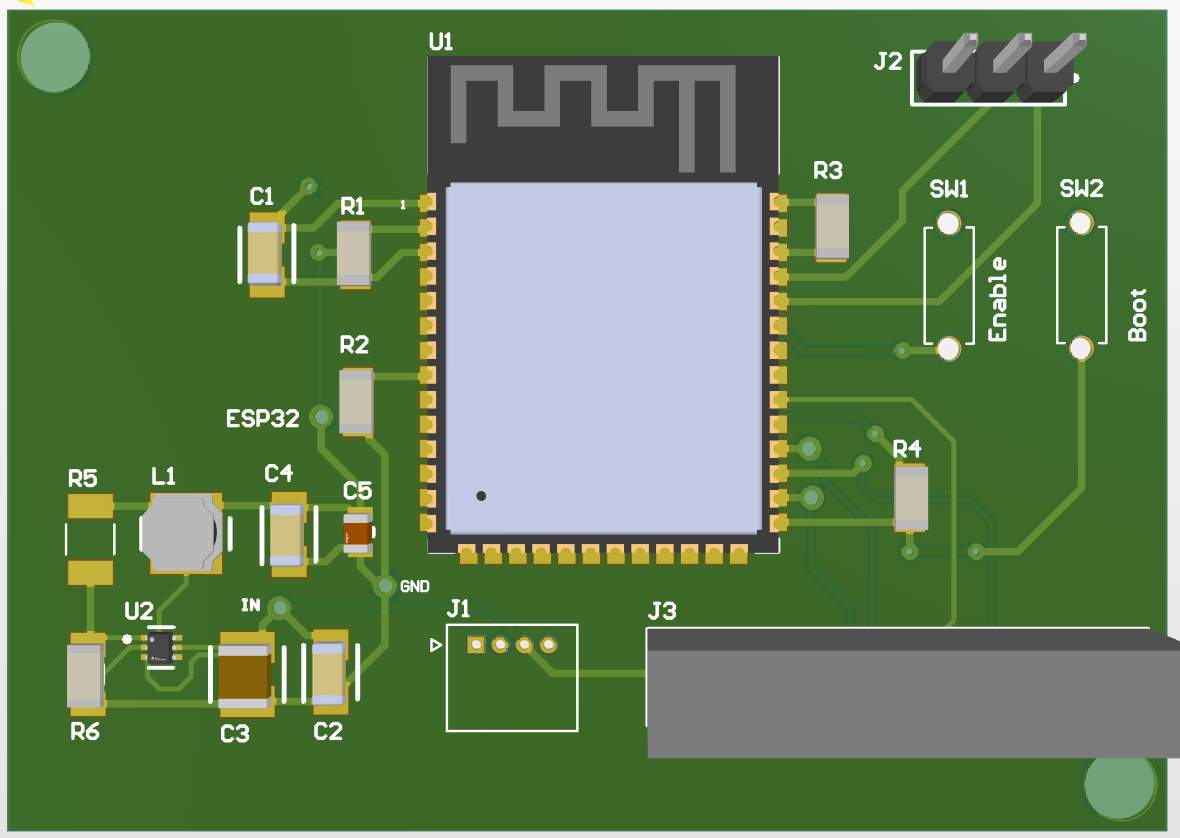 U1
J2
R3
C1
R1
SW1
SW2
1
Enable
Boot
R2
ESP32
R4
R5
L1
C4
C5
GND
IN
U2
J1
J3
R6
C3
C2